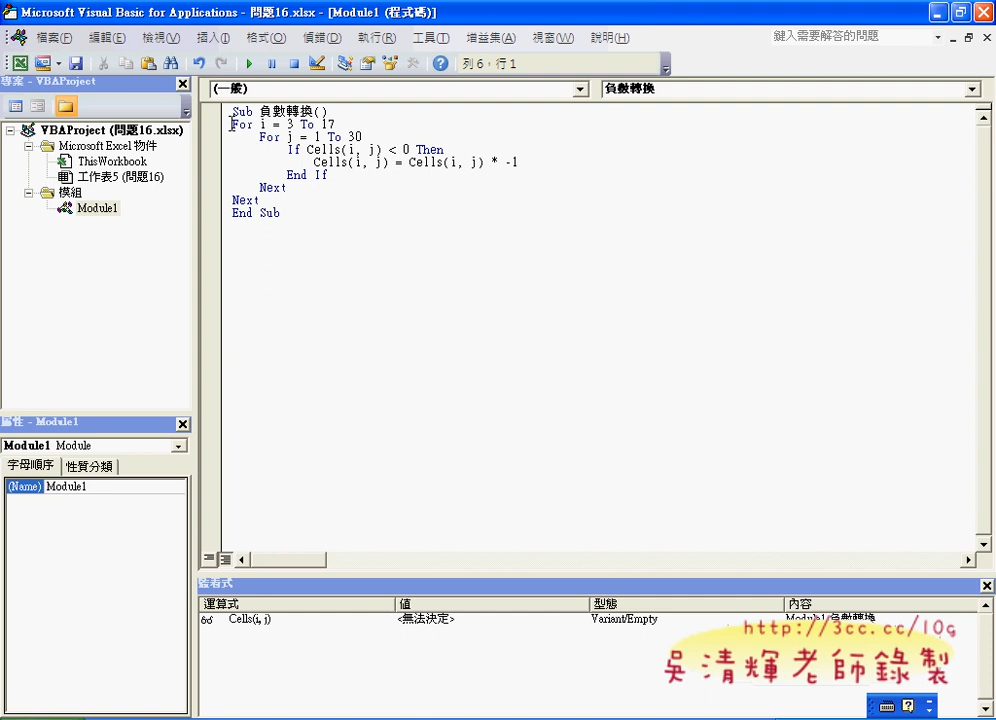 Microsoft Visual Basic for Applications - 問題16.xlsx - [Module1 (程式碼)]
檔案(F) 編輯(E) 檢視(V) 插入(I) 格式(O) 偵錯(D) 執行(R) 工具(T) 增益集(A) 視窗(W) 說明(H) 鍵入需要解答的問題
列 6，行 1
專案 - VBAProject
(一般) 負數轉換
VBAProject (問題16.xlsx)
Microsoft Excel 物件
ThisWorkbook
工作表5 (問題16)
模組
Module1
Sub 負數轉換()
For i = 3 To 17
For j = 1 To 30
If Cells(i, j) < 0 Then
Cells(i, j) = Cells(i, j) * -1
End If
Next
Next
End Sub
屬性 - Module1
Module1 Module
字母順序 性質分類
(Name) Module1
監看式
運算式 值 型態 內容
Cells(i, j) <無法決定> Variant/Empty Module1.負數轉換
http://3cc.cc/10g
吳清輝老師錄製